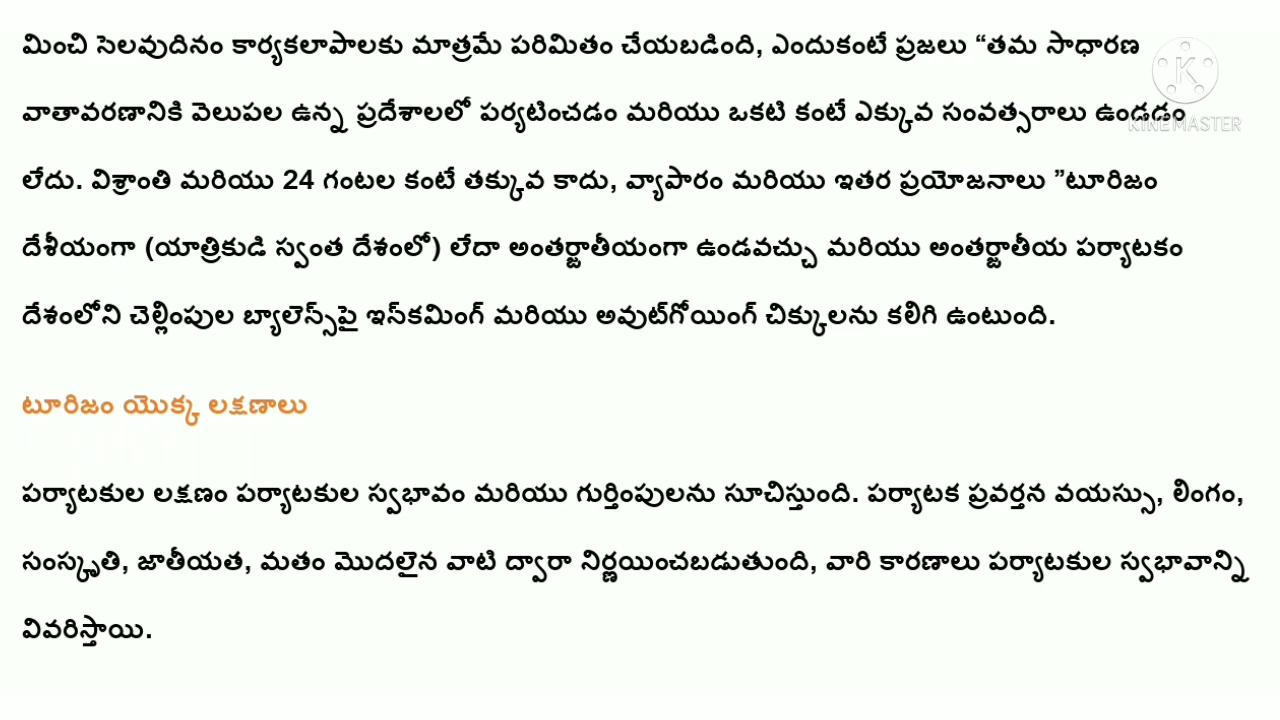 మించి సెలవుదినం కార్యకలాపాలకు మాత్రమే పరిమితం చేయబడింది, ఎందుకంటే ప్రజలు “తమ సాధారణ
వాతావరణానికి వెలుపల ఉన్న ప్రదేశాలలో పర్యటించడం మరియు ఒకటి కంటే ఎక్కువ సంవత్సరాలు ఉండడం
లేదు. విశ్రాంతి మరియు 24 గంటల కంటే తక్కువ కాదు, వ్యాపారం మరియు ఇతర ప్రయోజనాలు ”టూరిజం
దేశీయంగా (యాత్రికుడి స్వంత దేశంలో) లేదా అంతర్జాతీయంగా ఉండవచ్చు మరియు అంతర్జాతీయ పర్యాటకం
దేశంలోని చెల్లింపుల బ్యాలెన్స్‌పై ఇన్‌కమింగ్ మరియు అవుట్‌గోయింగ్ చిక్కులను కలిగి ఉంటుంది.
టూరిజం యొక్క లక్షణాలు
పర్యాటకుల లక్షణం పర్యాటకుల స్వభావం మరియు గుర్తింపులను సూచిస్తుంది. పర్యాటక ప్రవర్తన వయస్సు, లింగం,
సంస్కృతి, జాతీయత, మతం మొదలైన వాటి ద్వారా నిర్ణయించబడుతుంది, వారి కారణాలు పర్యాటకుల స్వభావాన్ని
వివరిస్తాయి.
K
KINEMASTER